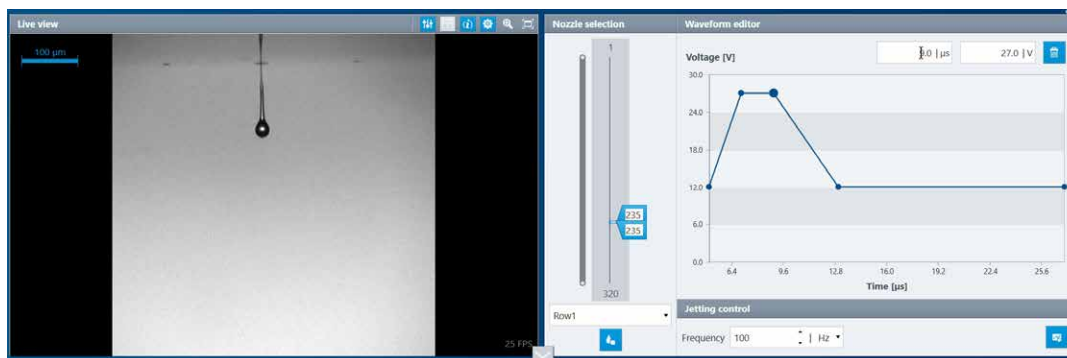 Live view
100 µm
25 FPS
Nozzle selection
1
235
235
320
Row1
Waveform editor
Voltage [V]
9.0 | µs
27.0 | V
30.0
24.0
18.0
12.0
6.0
0.0
6.4 9.6 12.8 16.0 19.2 22.4 25.6
Time [µs]
Jetting control
Frequency 100 | Hz